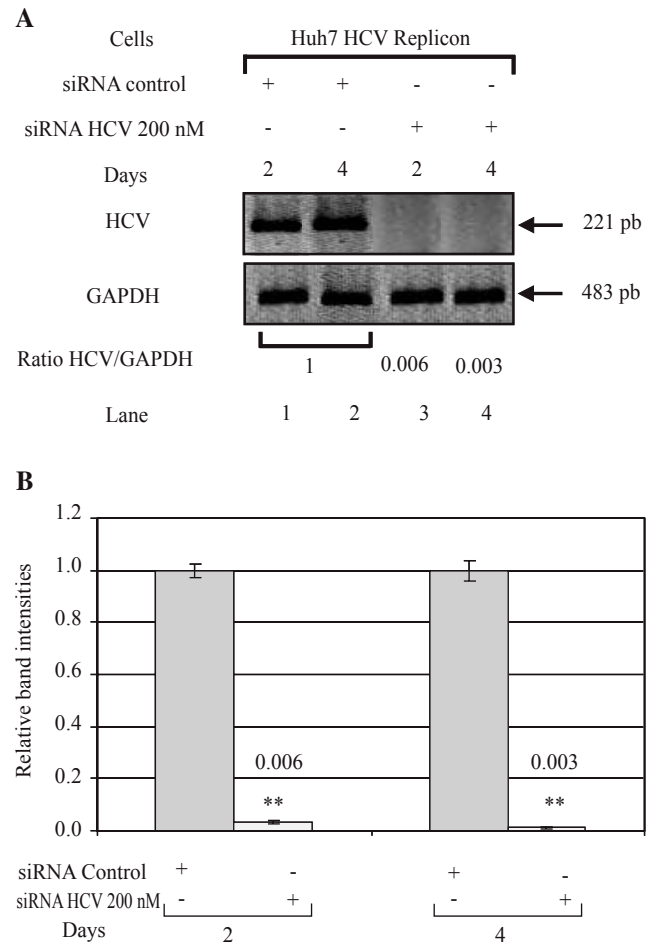 A
Cells Huh7 HCV Replicon
siRNA control + + - -
siRNA HCV 200 nM - - + +
Days 2 4 2 4
HCV 221 pb
GAPDH 483 pb
Ratio HCV/GAPDH 1 0.006 0.003
Lane 1 2 3 4
B
Relative band intensities
1.2
1.0
0.8
0.6
0.4
0.2
0.0
0.006 0.003
** **
siRNA Control + - + -
siRNA HCV 200 nM - + - +
Days 2 4